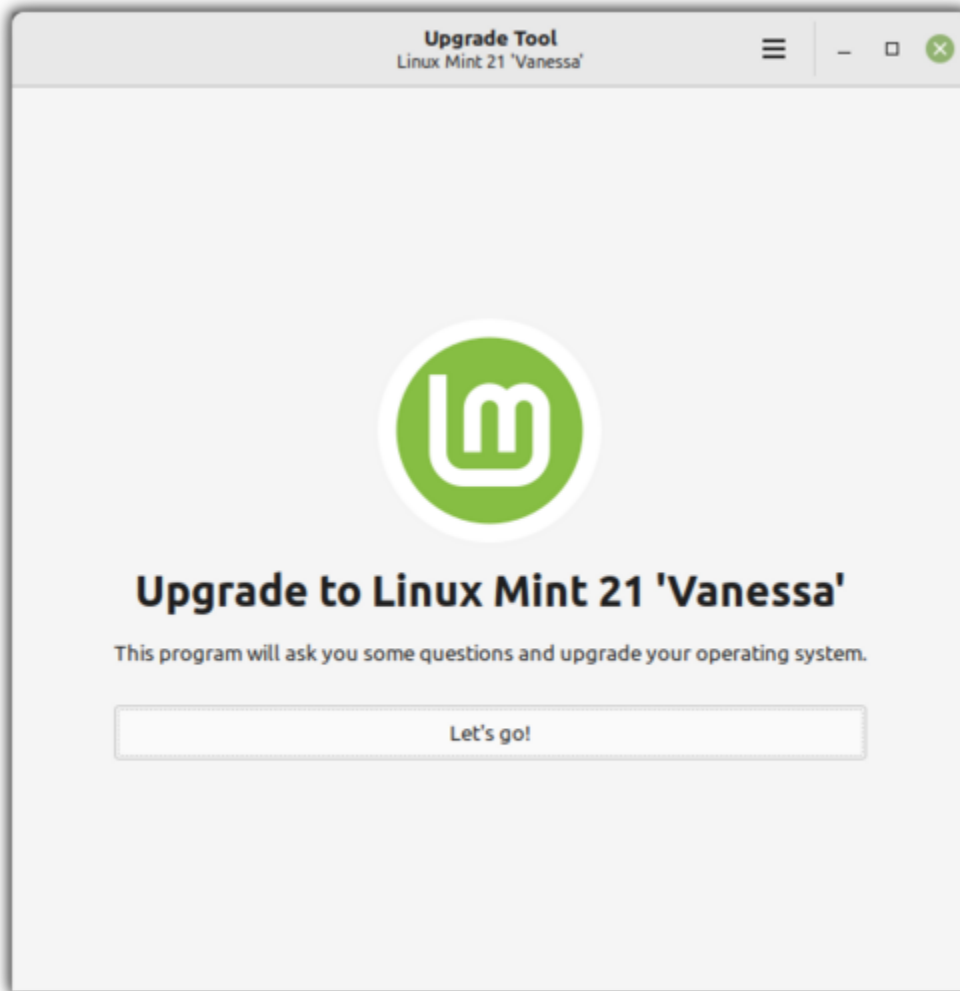 Upgrade Tool
Linux Mint 21 'Vanessa'
lm
Upgrade to Linux Mint 21 'Vanessa'
This program will ask you some questions and upgrade your operating system.
Let's go!